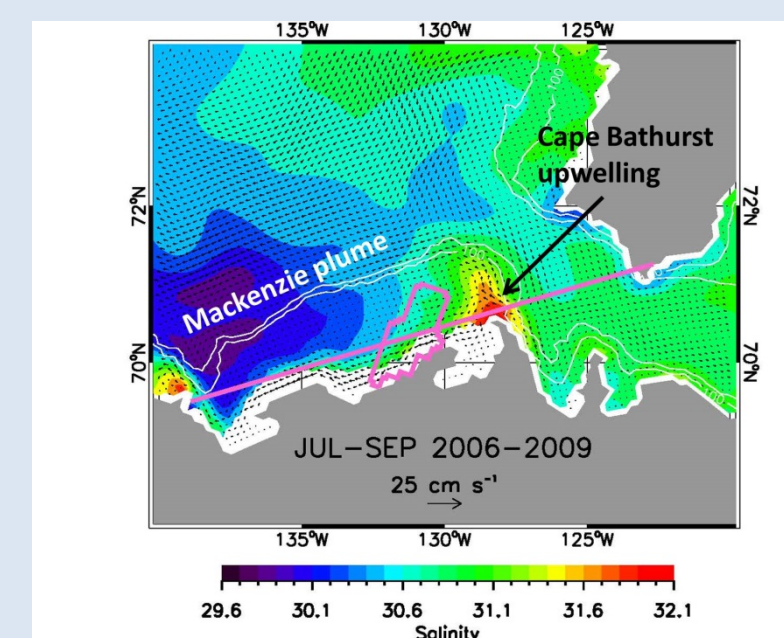 135°W 130°W 125°W
100
Cape Bathurst
upwelling
72°N 72°N
Mackenzie plume
70°N 70°N
JUL–SEP 2006–2009
25 cm s⁻¹
135°W 130°W 125°W
29.6 30.1 30.6 31.1 31.6 32.1
Salinity